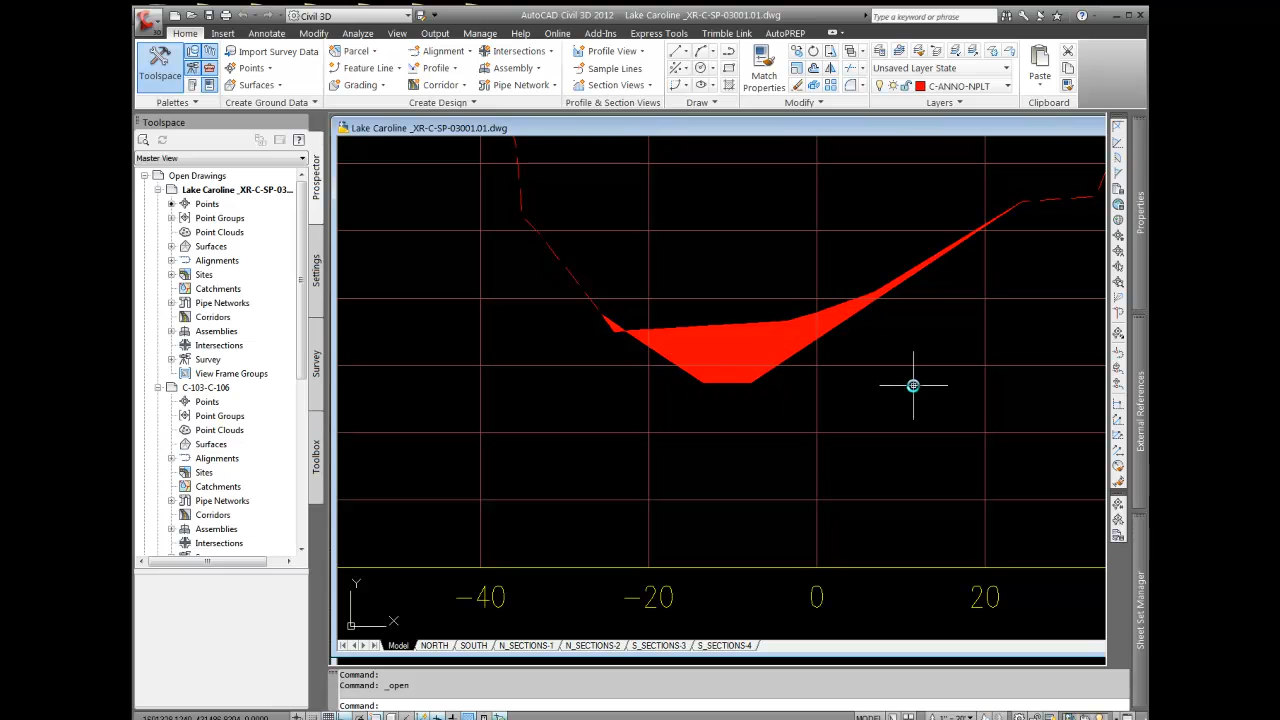 3D
Civil 3D
AutoCAD Civil 3D 2012 Lake Caroline _XR-C-SP-03001.01.dwg
Type a keyword or phrase
Home Insert Annotate Modify Analyze View Output Manage Help Online Add-Ins Express Tools Trimble Link AutoPREP
Import Survey Data Parcel Alignment Intersections Profile View Unsaved Layer State
Toolspace Points Feature Line Profile Assembly Sample Lines Match Properties Paste
Surfaces Grading Corridor Pipe Network Section Views C-ANNO-NPLT
Palettes Create Ground Data Create Design Profile & Section Views Draw Modify Layers Clipboard
Toolspace
Lake Caroline _XR-C-SP-03001.01.dwg
Master View
Open Drawings
Lake Caroline _XR-C-SP-03...
Points
Point Groups
Point Clouds
Surfaces
Alignments
Sites
Catchments
Pipe Networks
Corridors
Assemblies
Intersections
Survey
View Frame Groups
C-103-C-106
Points
Point Groups
Point Clouds
Surfaces
Alignments
Sites
Catchments
Pipe Networks
Corridors
Assemblies
Intersections
Prospector
Settings
Survey
Toolbox
Properties
External References
Sheet Set Manager
Y
X
-40 -20 0 20
Model NORTH SOUTH N_SECTIONS-1 N_SECTIONS-2 S_SECTIONS-3 S_SECTIONS-4
Command:
Command: _open
Command:
MODEL